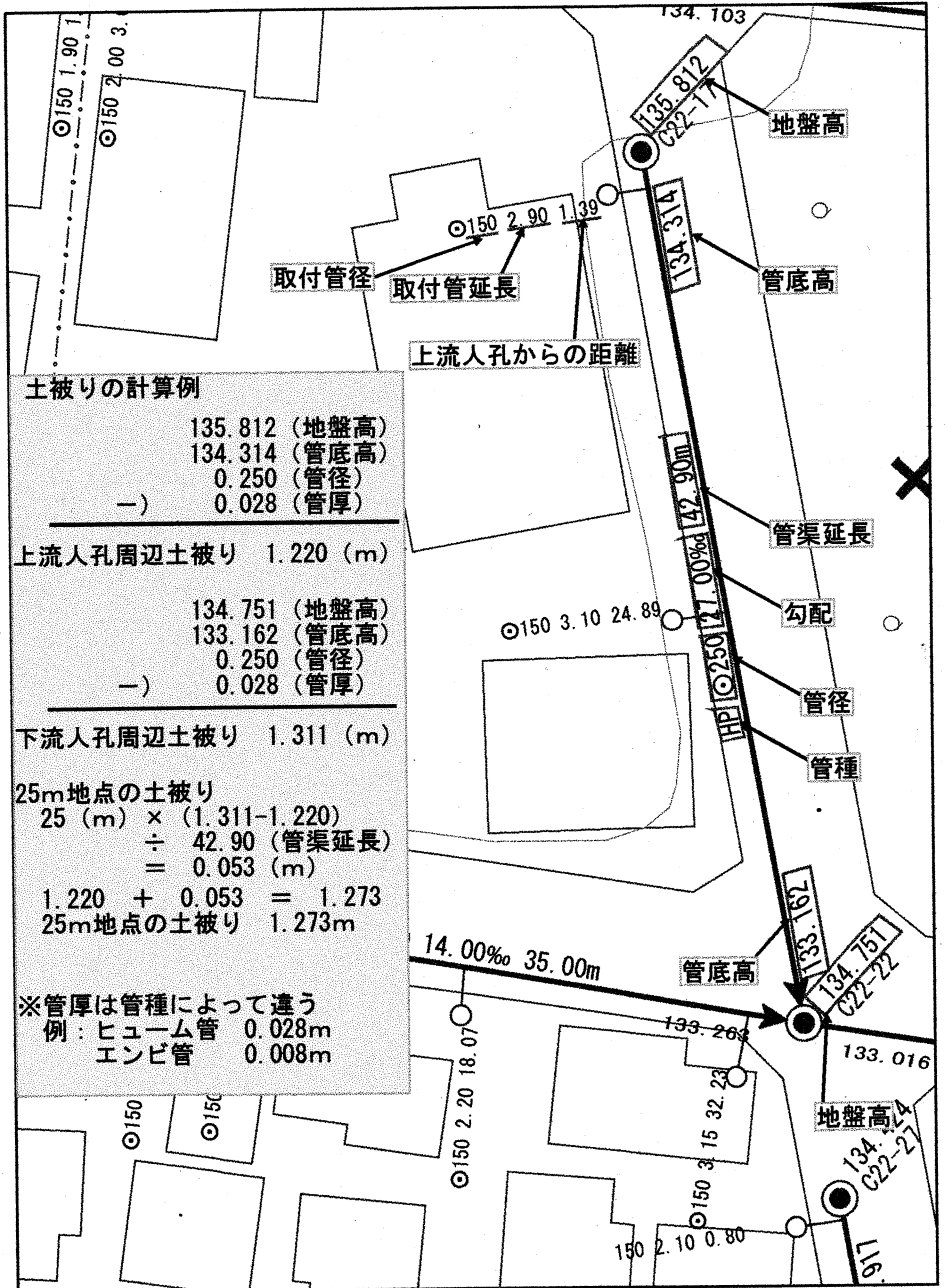 134.103
⊙150 1.90 1.
⊙150 2.00 3.
135.812
C22-17
地盤高
134.314
管底高
⊙150 2.90 1.39
取付管径
取付管延長
上流人孔からの距離
土被りの計算例
135.812 (地盤高)
134.314 (管底高)
0.250 (管径)
－) 0.028 (管厚)
上流人孔周辺土被り 1.220 (m)
134.751 (地盤高)
133.162 (管底高)
0.250 (管径)
－) 0.028 (管厚)
下流人孔周辺土被り 1.311 (m)
25m地点の土被り
25 (m) × (1.311-1.220)
÷ 42.90 (管渠延長)
= 0.053 (m)
1.220 + 0.053 = 1.273
25m地点の土被り 1.273m
※管厚は管種によって違う
例：ヒューム管 0.028m
エンビ管 0.008m
HP ⊙250 27.00‰ 42.90m
管渠延長
勾配
管径
管種
⊙150 3.10 24.89
133.162
管底高
134.751
C22-22
14.00‰ 35.00m
133.263
133.016
地盤高
C22-27
⊙150
⊙150
⊙150 2.20 18.07
⊙150 3.15 32.23
150 2.10 0.80
.917